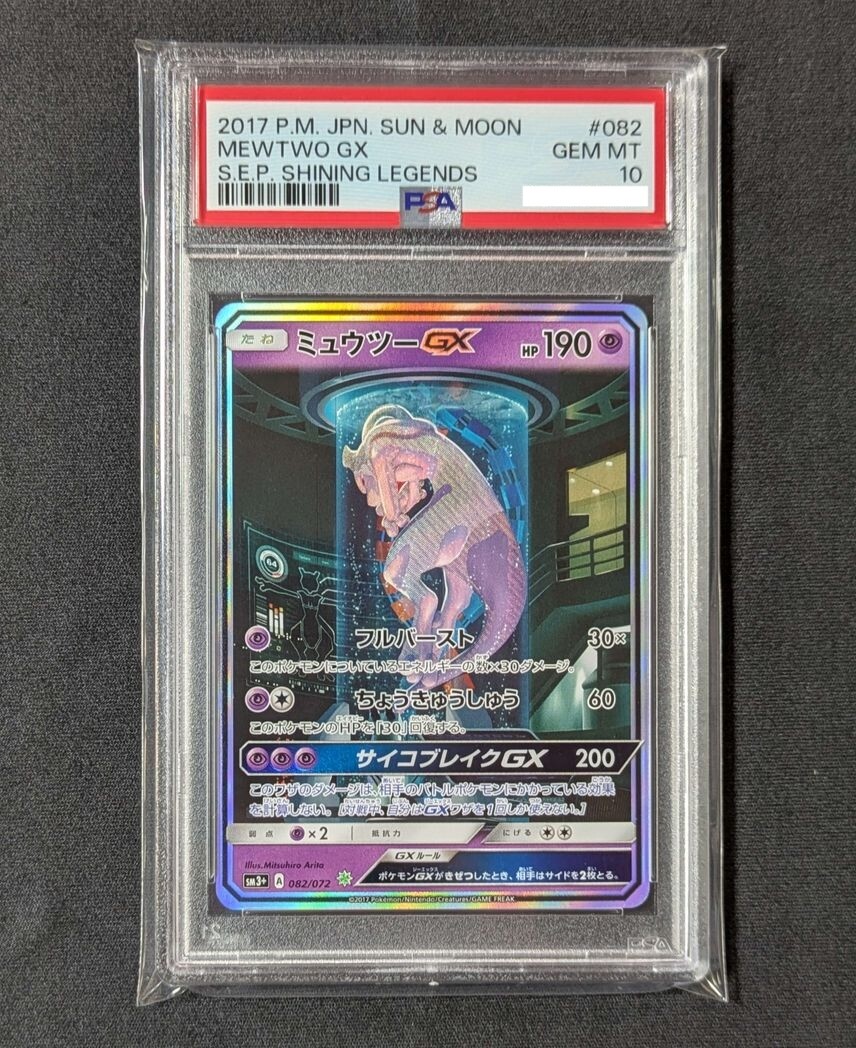 2017 P.M. JPN. SUN & MOON #082
MEWTWO GX GEM MT
S.E.P. SHINING LEGENDS 10
PSA
たね ミュウツーGX HP 190
64
フルバースト 30×
このポケモンについているエネルギーの数×30ダメージ。
ちょうきゅうしゅう 60
このポケモンのHPを「30」回復する。
サイコブレイクGX 200
このワザのダメージは、相手のバトルポケモンにかかっている効果
を計算しない。[対戦中、自分はGXワザを1回しか使えない。]
弱点 ×2 抵抗力 にげる
GXルール
Illus.Mitsuhiro Arita
ポケモンGXがきぜつしたとき、相手はサイドを2枚とる。
SM3+ A 082/072
©2017 Pokémon/Nintendo/Creatures/GAME FREAK.
PSA